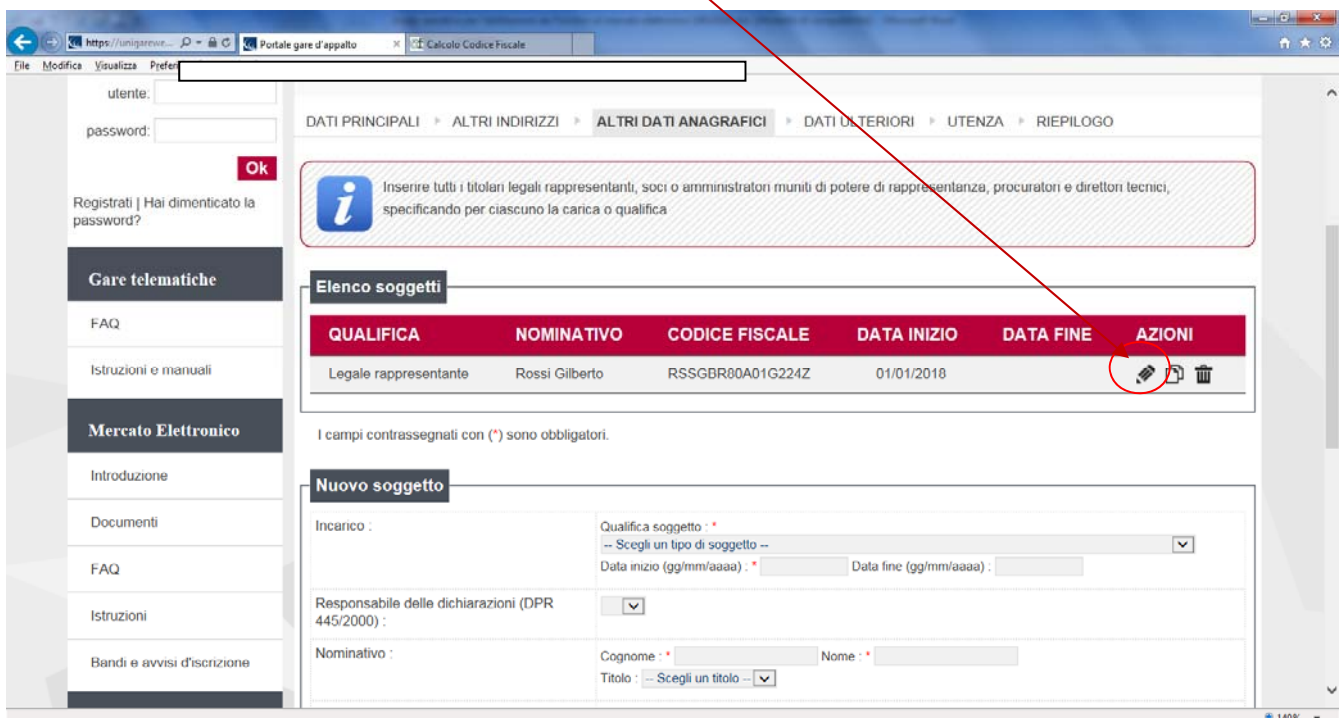 https://unigarewe...
Portale gare d'appalto
Calcolo Codice Fiscale
File Modifica Visualizza Prefer
utente:
password:
Ok
Registrati | Hai dimenticato la
password?
Gare telematiche
FAQ
Istruzioni e manuali
Mercato Elettronico
Introduzione
Documenti
FAQ
Istruzioni
Bandi e avvisi d'iscrizione
DATI PRINCIPALI ALTRI INDIRIZZI ALTRI DATI ANAGRAFICI DATI ULTERIORI UTENZA RIEPILOGO
Inserire tutti i titolari legali rappresentanti, soci o amministratori muniti di potere di rappresentanza, procuratori e direttori tecnici,
specificando per ciascuno la carica o qualifica
Elenco soggetti
QUALIFICA NOMINATIVO CODICE FISCALE DATA INIZIO DATA FINE AZIONI
Legale rappresentante Rossi Gilberto RSSGBR80A01G224Z 01/01/2018
I campi contrassegnati con (*) sono obbligatori.
Nuovo soggetto
Incarico :
Qualifica soggetto : *
-- Scegli un tipo di soggetto --
Data inizio (gg/mm/aaaa) : * Data fine (gg/mm/aaaa) :
Responsabile delle dichiarazioni (DPR
445/2000) :
Nominativo :
Cognome : * Nome : *
Titolo : -- Scegli un titolo --
140%